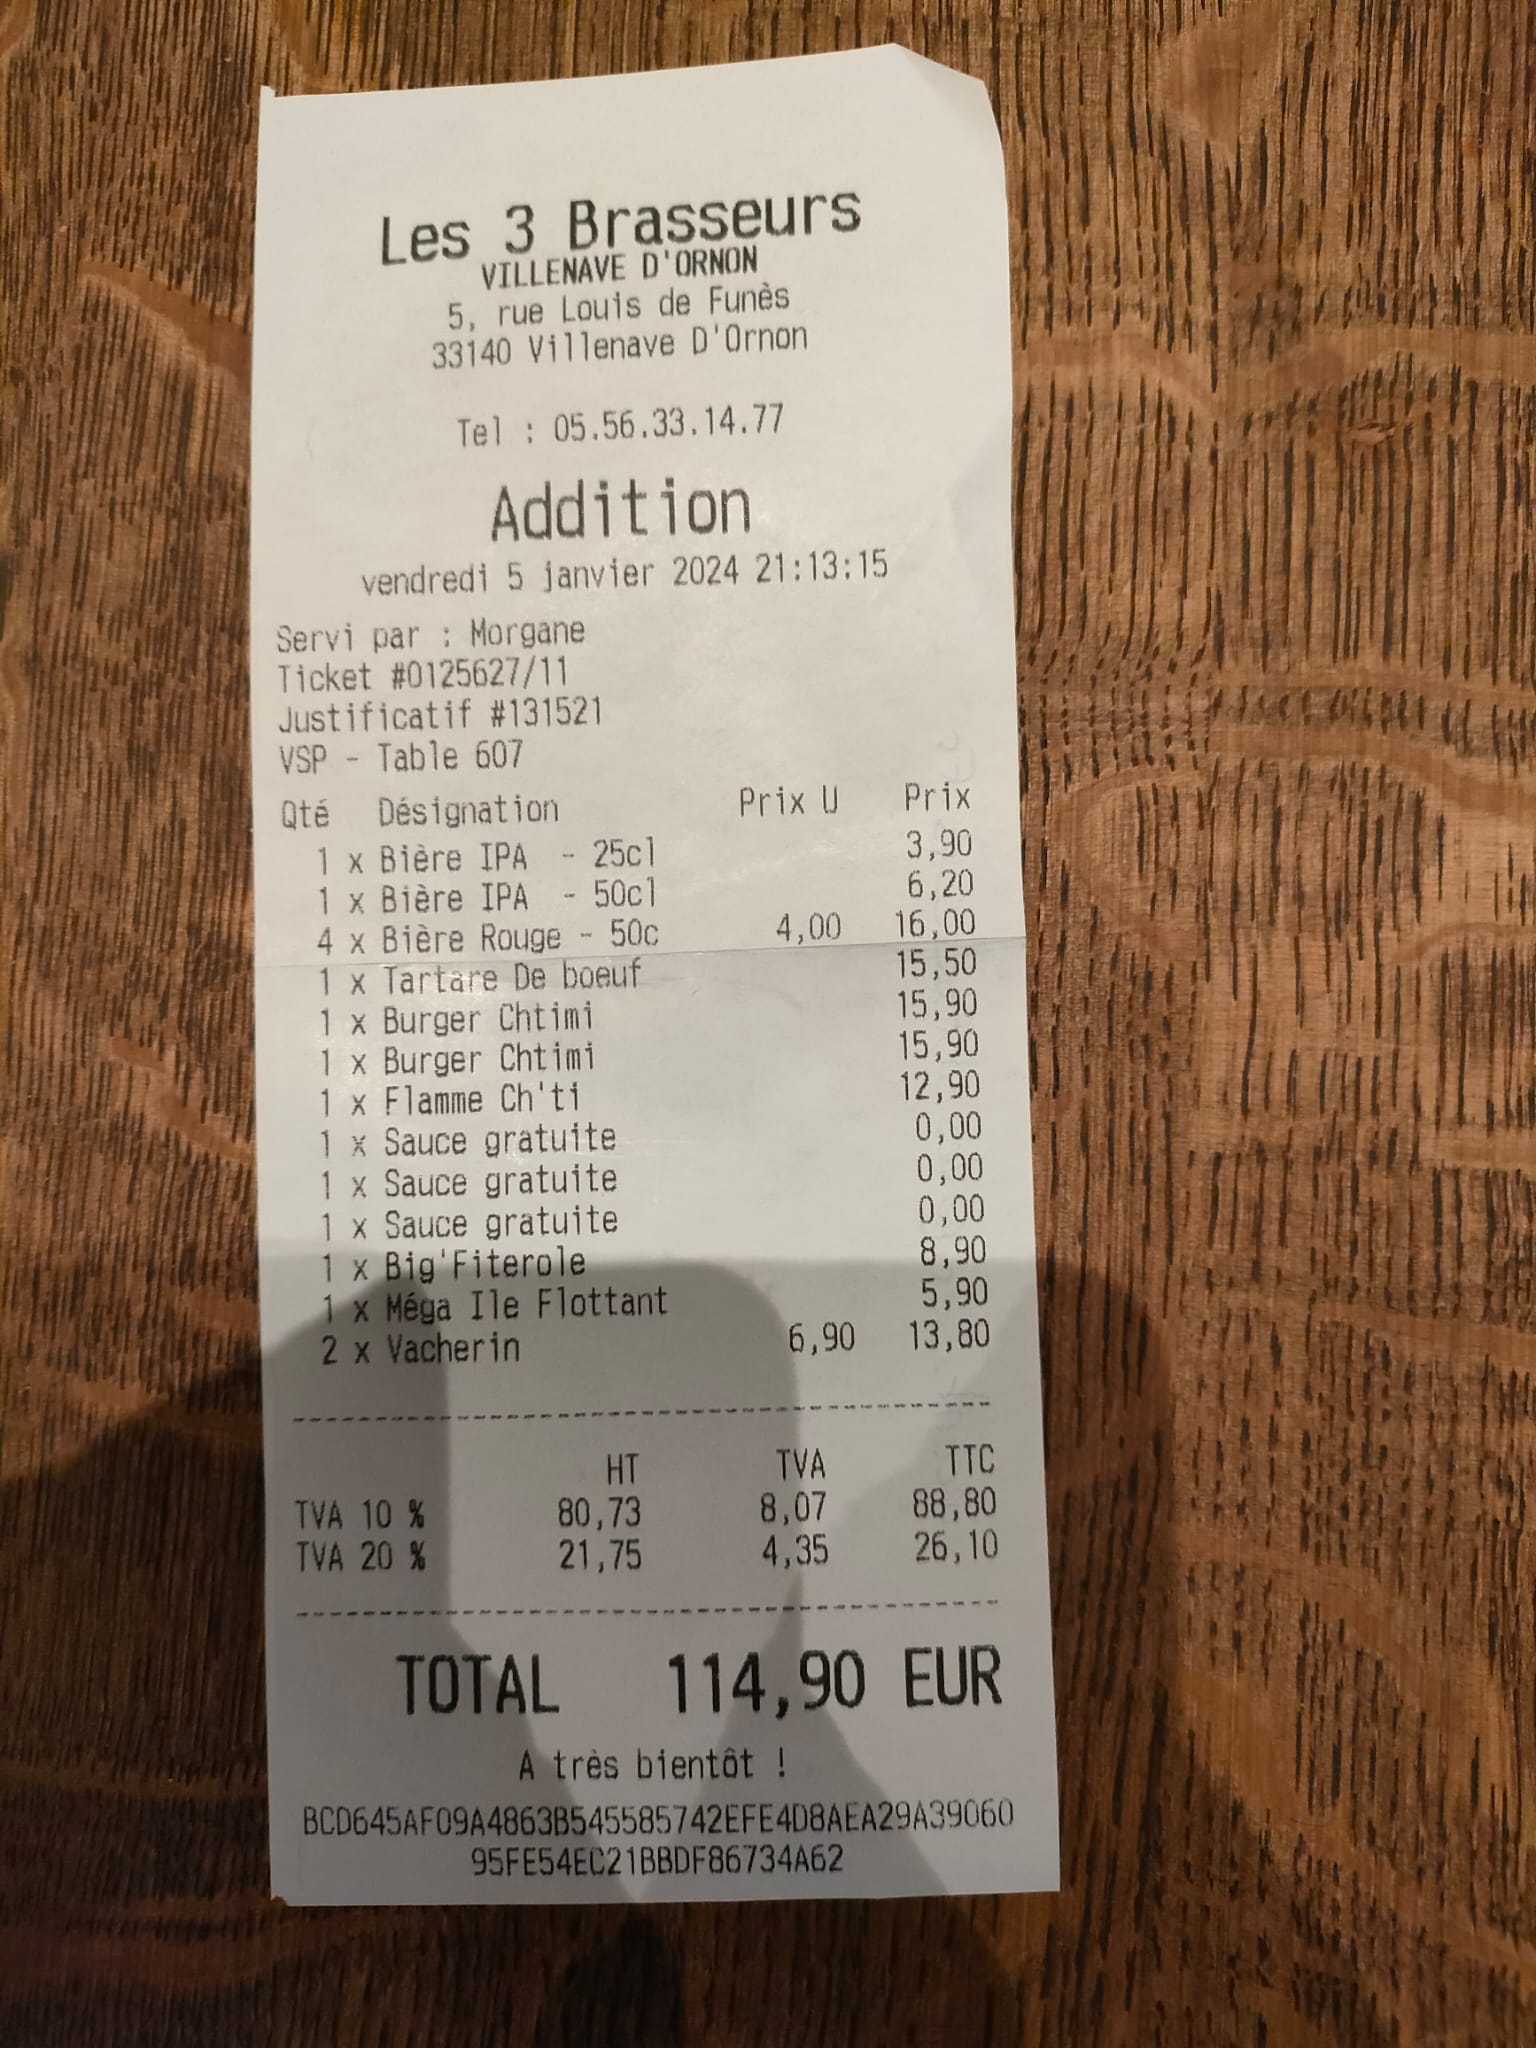 Les 3 Brasseurs
VILLENAVE D'ORNON
5, rue Louis de Funès
33140 Villenave D'Ornon
Tel : 05.56.33.14.77
Addition
vendredi 5 janvier 2024 21:13:15
Servi par : Morgane
Ticket #0125627/11
Justificatif #131521
VSP - Table 607
Qté Désignation Prix U Prix
1 x Bière IPA - 25cl 3,90
1 x Bière IPA - 50cl 6,20
4 x Bière Rouge - 50c 4,00 16,00
1 x Tartare De boeuf 15,50
1 x Burger Chtimi 15,90
1 x Burger Chtimi 15,90
1 x Flamme Ch'ti 12,90
1 x Sauce gratuite 0,00
1 x Sauce gratuite 0,00
1 x Sauce gratuite 0,00
1 x Big'Fiterole 8,90
1 x Méga Ile Flottant 5,90
2 x Vacherin 6,90 13,80
HT TVA TTC
TVA 10 % 80,73 8,07 88,80
TVA 20 % 21,75 4,35 26,10
TOTAL 114,90 EUR
A très bientôt !
BCD645AF09A4863B545585742EFE4D8AEA29A39060
95FE54EC21BBDF86734A62